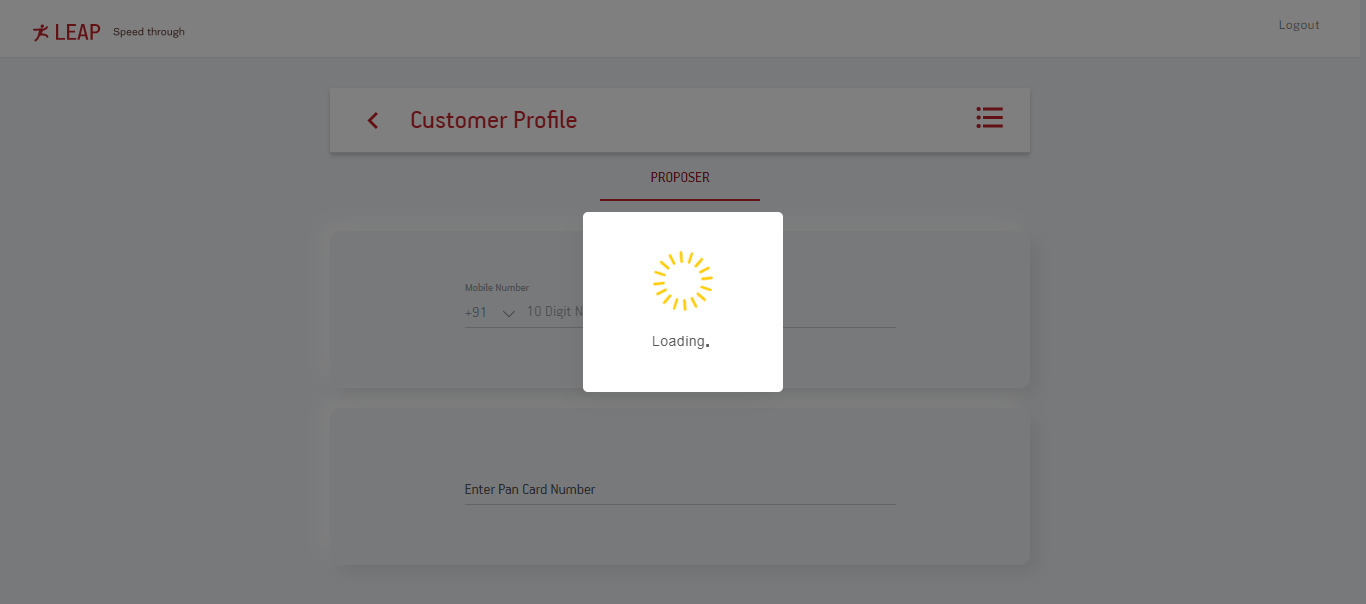 LEAP Speed through
Logout
Customer Profile
PROPOSER
Mobile Number
+91 10 Digit N
Loading.
Enter Pan Card Number